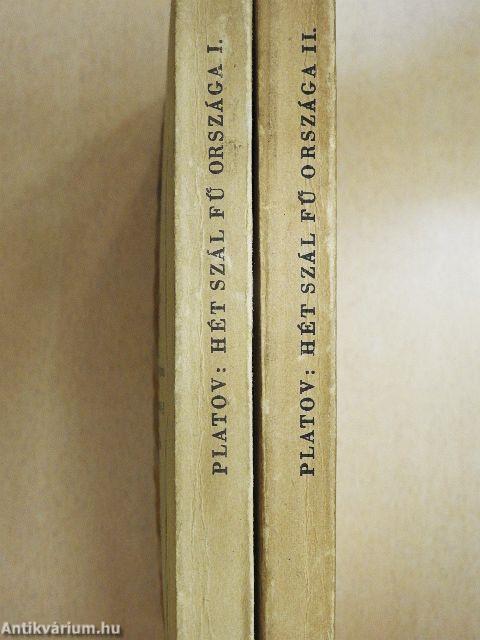 PLATOV: HÉT SZÁL FŰ ORSZÁGA I.
PLATOV: HÉT SZÁL FŰ ORSZÁGA II.
Antikvárium.hu